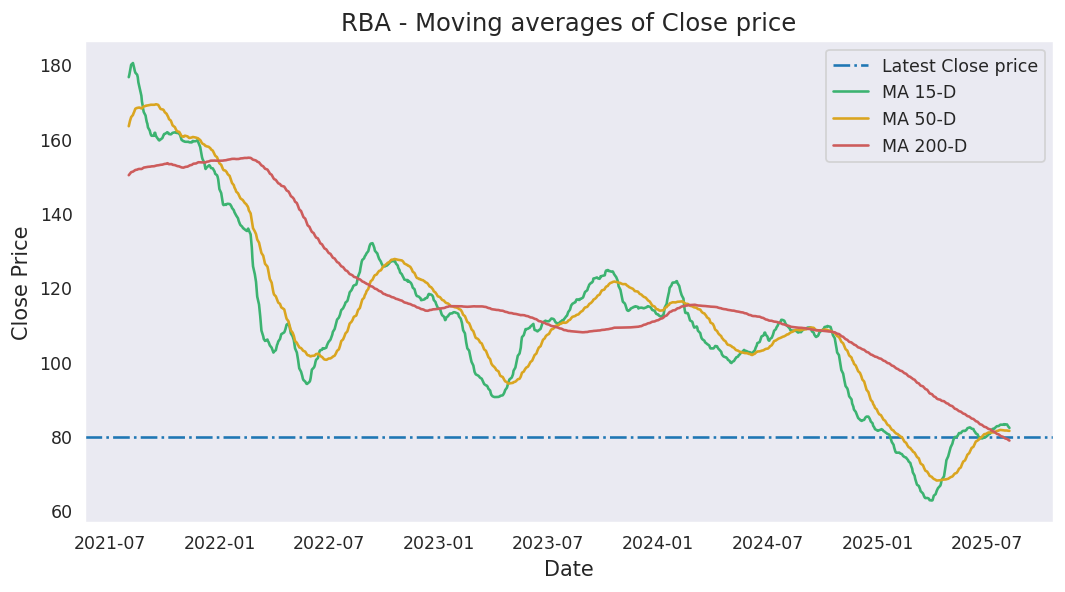 RBA - Moving averages of Close price
Latest Close price
MA 15-D
MA 50-D
MA 200-D
Close Price
180
160
140
120
100
80
60
2021-07
2022-01
2022-07
2023-01
2023-07
2024-01
2024-07
2025-01
2025-07
Date